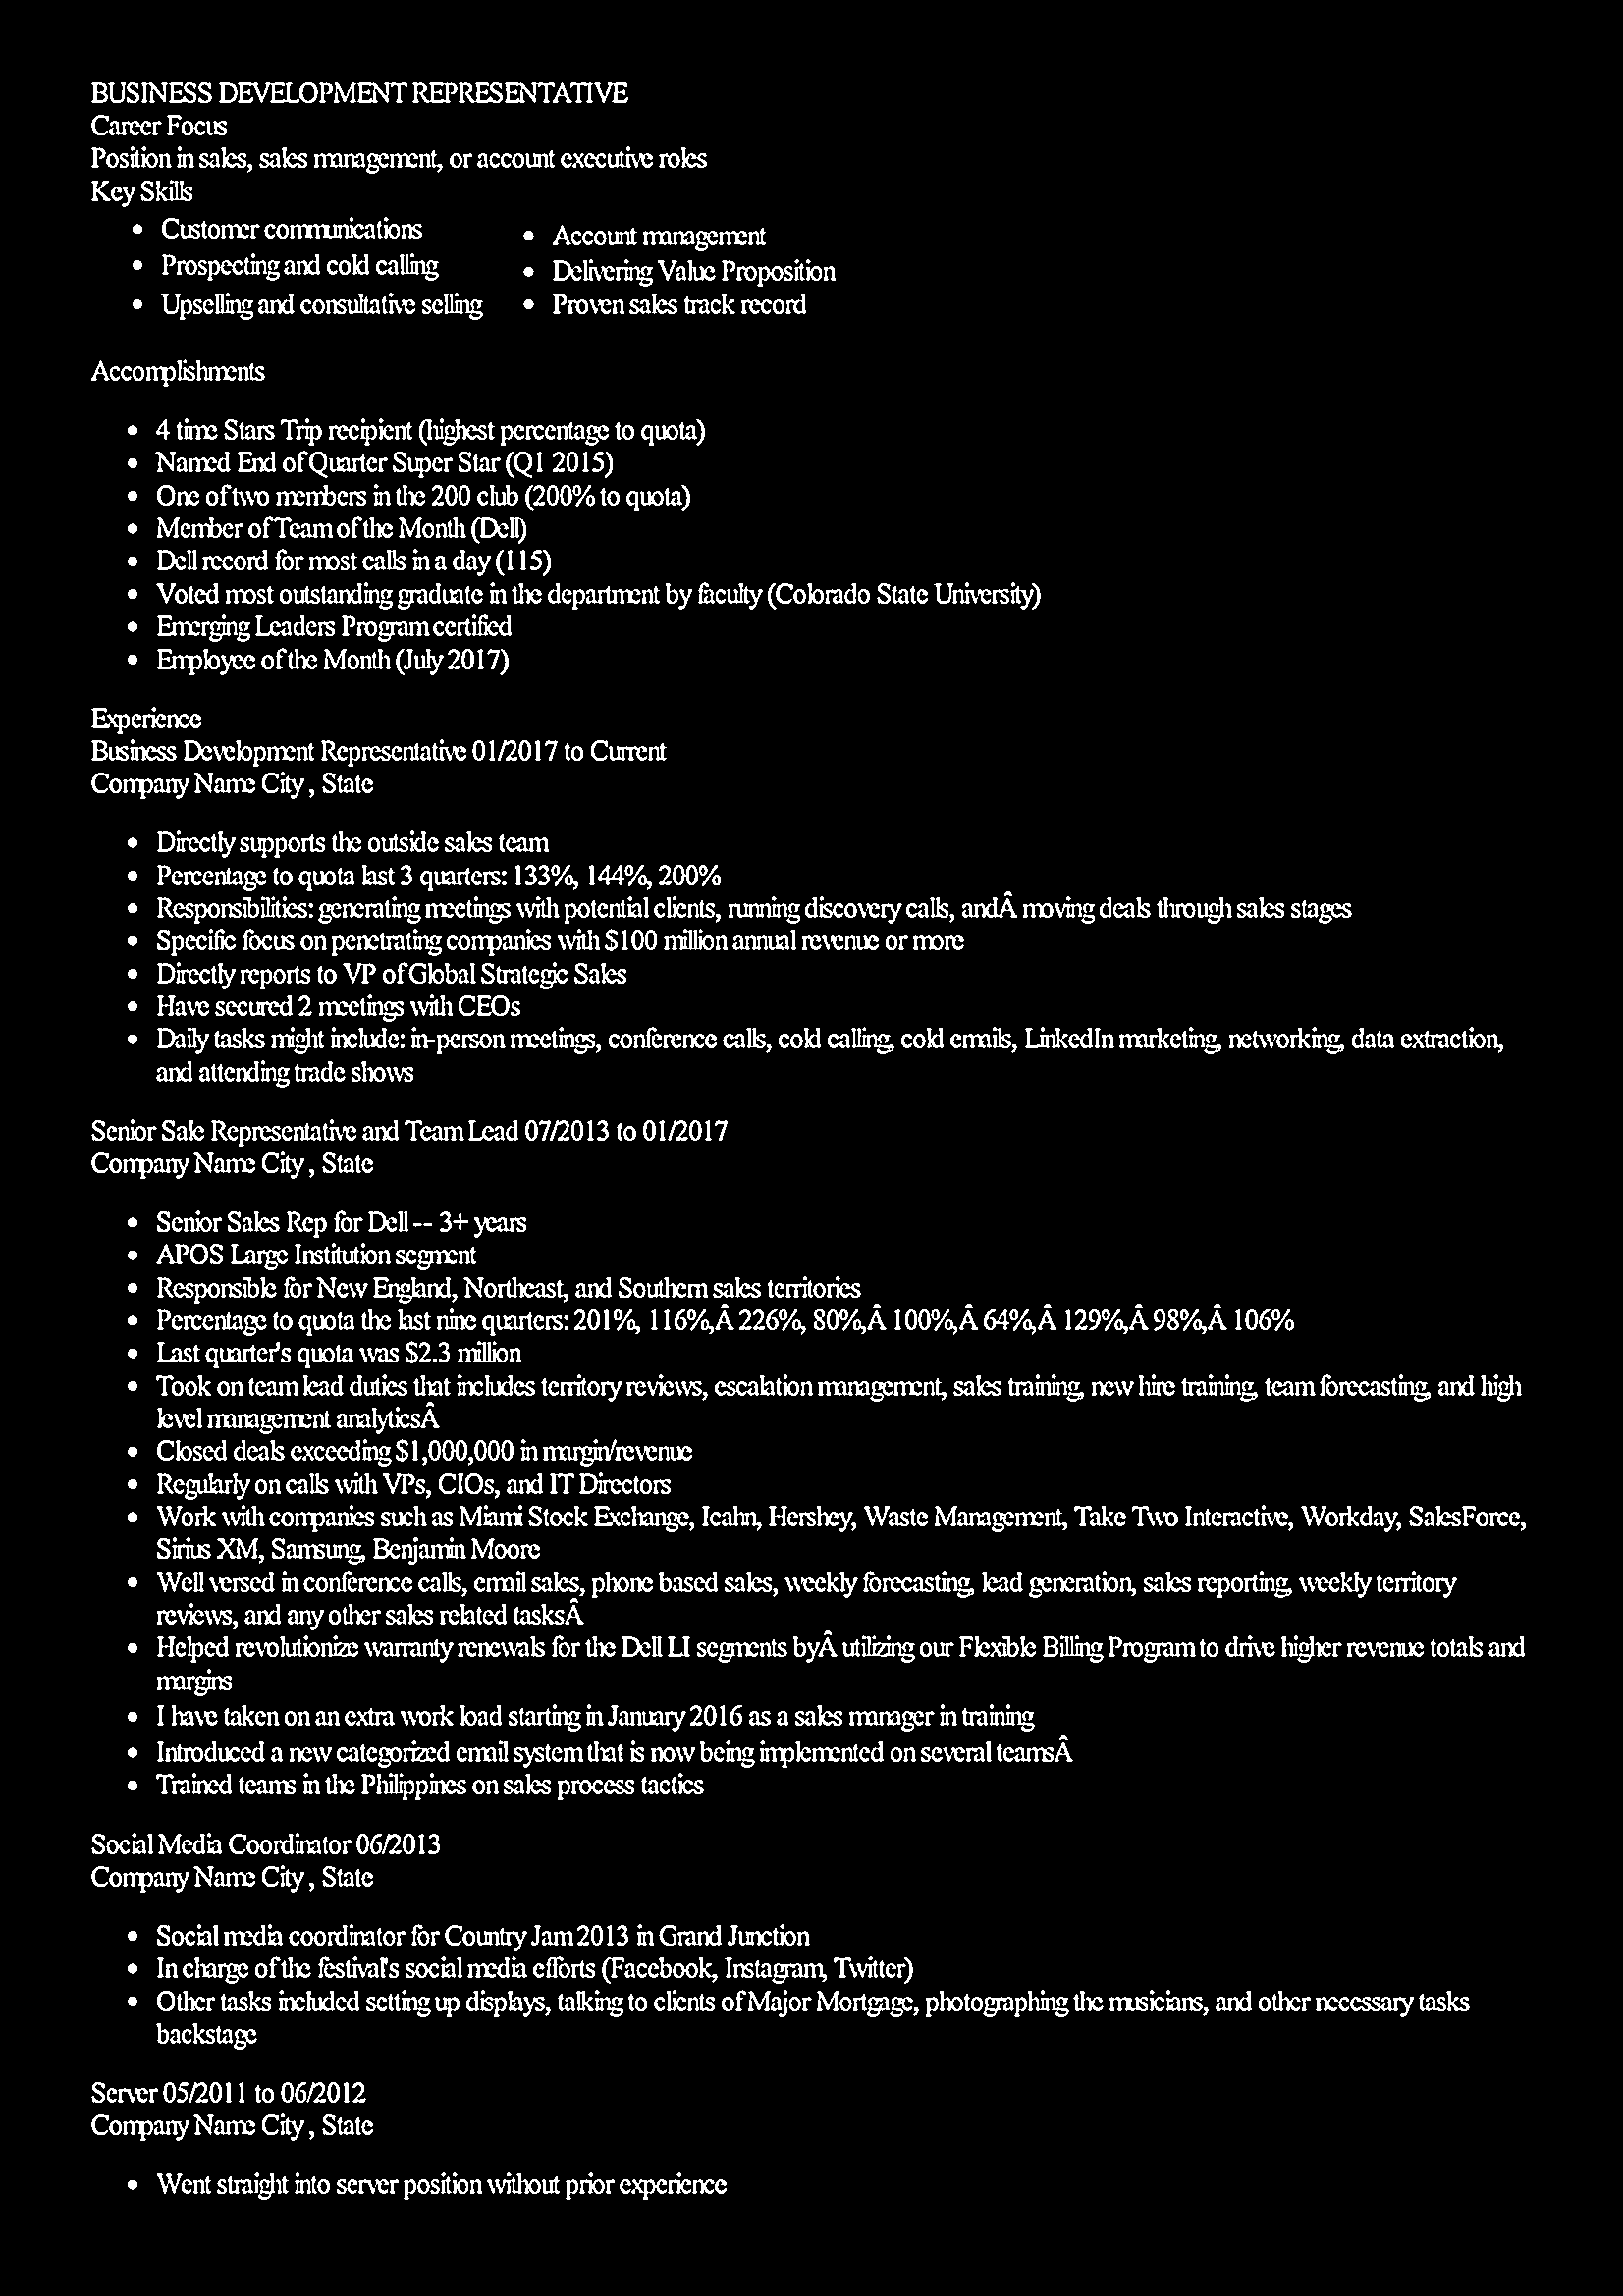 BUSINESS DEVELOPMENT REPRESENTATIVE
Career Focus
Position in sales, sales management, or account executive roles
Key Skills
• Customer communications
• Prospecting and cold calling
• Upselling and consultative selling
• Account management
• Delivering Value Proposition
• Proven sales track record
Accomplishments
• 4 time Stars Trip recipient (highest percentage to quota)
• Named End of Quarter Super Star (Q1 2015)
• One of two members in the 200 club (200% to quota)
• Member of Team of the Month (Dell)
• Dell record for most calls in a day (115)
• Voted most outstanding graduate in the department by faculty (Colorado State University)
• Emerging Leaders Program certified
• Employee of the Month (July 2017)
Experience
Business Development Representative 01/2017 to Current
Company Name City , State
• Directly supports the outside sales team
• Percentage to quota last 3 quarters: 133%, 144%, 200%
• Responsibilities: generating meetings with potential clients, running discovery calls, andÂ moving deals through sales stages
• Specific focus on penetrating companies with $100 million annual revenue or more
• Directly reports to VP of Global Strategic Sales
• Have secured 2 meetings with CEOs
• Daily tasks might include: in-person meetings, conference calls, cold calling, cold emails, LinkedIn marketing, networking, data extraction,
and attending trade shows
Senior Sale Representative and Team Lead 07/2013 to 01/2017
Company Name City , State
• Senior Sales Rep for Dell -- 3+ years
• APOS Large Institution segment
• Responsible for New England, Northeast, and Southern sales territories
• Percentage to quota the last nine quarters: 201%, 116%,Â 226%, 80%,Â 100%,Â 64%,Â 129%,Â 98%,Â 106%
• Last quarter's quota was $2.3 million
• Took on team lead duties that includes territory reviews, escalation management, sales training, new hire training, team forecasting, and high
level management analyticsÂ
• Closed deals exceeding $1,000,000 in margin/revenue
• Regularly on calls with VPs, CIOs, and IT Directors
• Work with companies such as Miami Stock Exchange, Icahn, Hershey, Waste Management, Take Two Interactive, Workday, SalesForce,
Sirius XM, Samsung, Benjamin Moore
• Well versed in conference calls, email sales, phone based sales, weekly forecasting, lead generation, sales reporting, weekly territory
reviews, and any other sales related tasksÂ
• Helped revolutionize warranty renewals for the Dell LI segments byÂ utilizing our Flexible Billing Program to drive higher revenue totals and
margins
• I have taken on an extra work load starting in January 2016 as a sales manager in training
• Introduced a new categorized email system that is now being implemented on several teamsÂ
• Trained teams in the Philippines on sales process tactics
Social Media Coordinator 06/2013
Company Name City , State
• Social media coordinator for Country Jam 2013 in Grand Junction
• In charge of the festival's social media efforts (Facebook, Instagram, Twitter)
• Other tasks included setting up displays, talking to clients of Major Mortgage, photographing the musicians, and other necessary tasks
backstage
Server 05/2011 to 06/2012
Company Name City , State
• Went straight into server position without prior experience